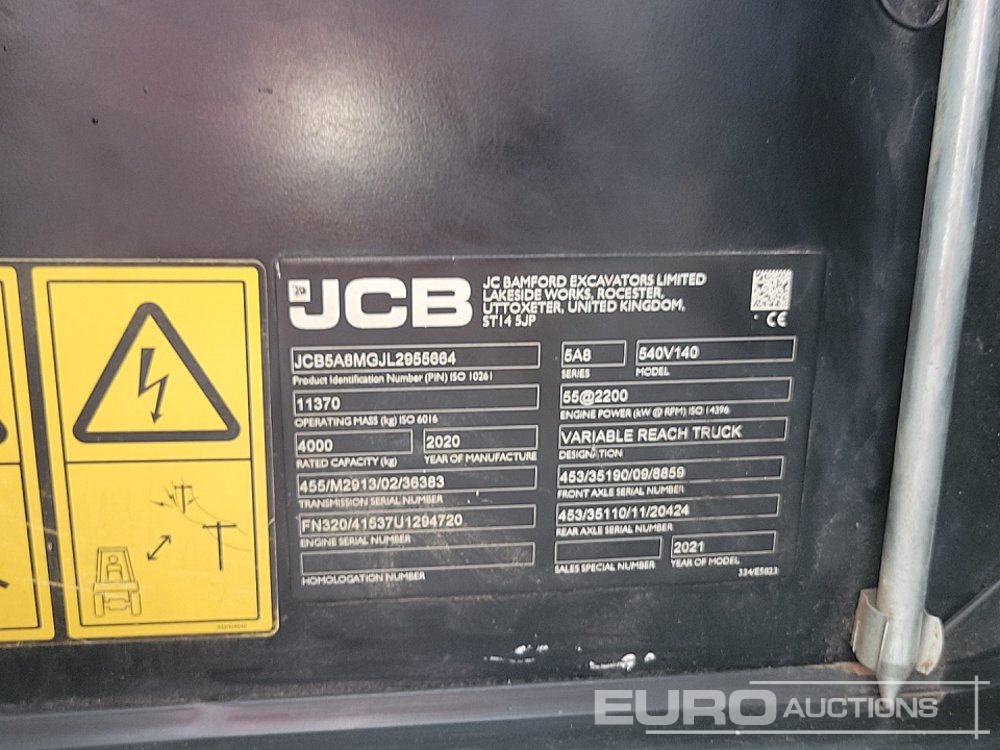 JCB
JC BAMFORD EXCAVATORS LIMITED
LAKESIDE WORKS, ROCESTER,
UTTOXETER, UNITED KINGDOM,
ST14 5JP
CE
JCB5A8MGJL2955664
Product Identification Number (PIN) ISO 10261
5A8
SERIES
540V140
MODEL
11370
OPERATING MASS (kg) ISO 6016
55@2200
ENGINE POWER (kW @ RPM) ISO 14396
4000
RATED CAPACITY (kg)
2020
YEAR OF MANUFACTURE
VARIABLE REACH TRUCK
DESIGNATION
455/M2913/02/36383
TRANSMISSION SERIAL NUMBER
453/35190/09/8859
FRONT AXLE SERIAL NUMBER
FN320/41537U1294720
ENGINE SERIAL NUMBER
453/35110/11/20424
REAR AXLE SERIAL NUMBER
HOMOLOGATION NUMBER
SALES SPECIAL NUMBER
2021
YEAR OF MODEL
334/E5823
EURO AUCTIONS